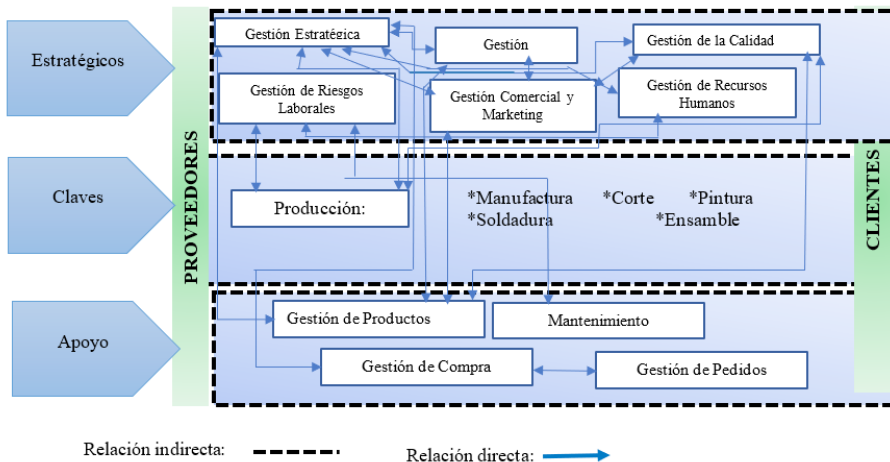 Estratégicos
Claves
Apoyo
PROVEEDORES
Gestión Estratégica
Gestión
Gestión de la Calidad
Gestión de Riesgos
Laborales
Gestión Comercial y
Marketing
Gestión de Recursos
Humanos
Producción:
*Manufactura *Corte *Pintura
*Soldadura *Ensamble
Gestión de Productos
Mantenimiento
Gestión de Compra
Gestión de Pedidos
CLIENTES
Relación indirecta:
Relación directa: